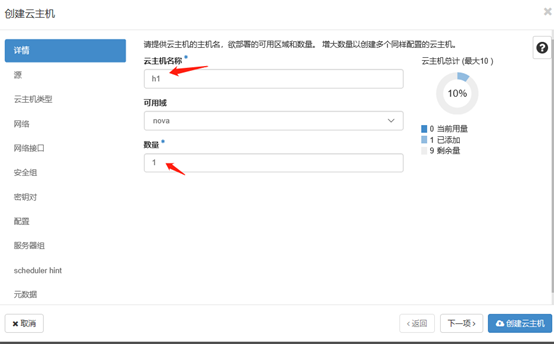 创建云主机
×
详情
源
云主机类型
网络
网络接口
安全组
密钥对
配置
服务器组
scheduler hint
元数据
请提供云主机的主机名，欲部署的可用区域和数量。 增大数量以创建多个同样配置的云主机。
云主机名称 *
h1
可用域
nova
数量 *
1
云主机总计 (最大10 )
10%
0 当前用量
1 已添加
9 剩余量
?
× 取消
< 返回
下一项 >
创建云主机